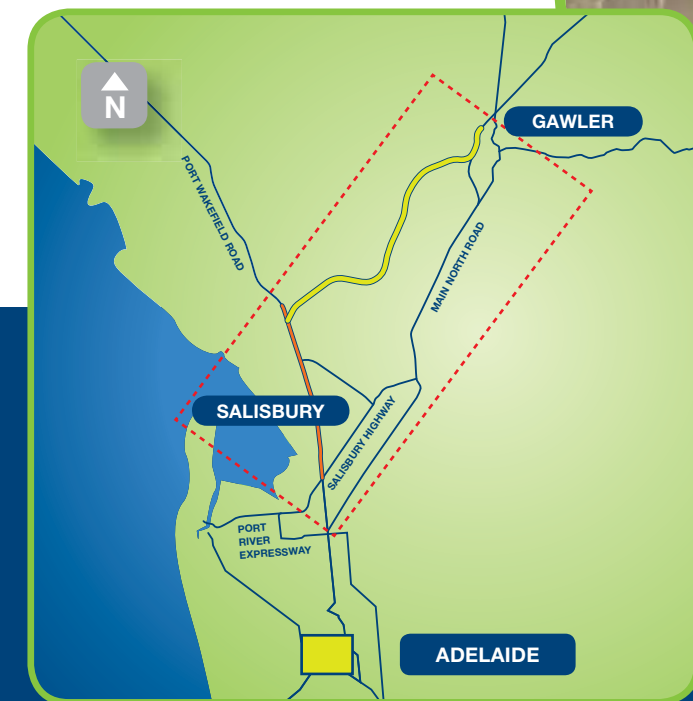 N
GAWLER
PORT WAKEFIELD ROAD
MAIN NORTH ROAD
SALISBURY
SALISBURY HIGHWAY
PORT
RIVER
EXPRESSWAY
ADELAIDE